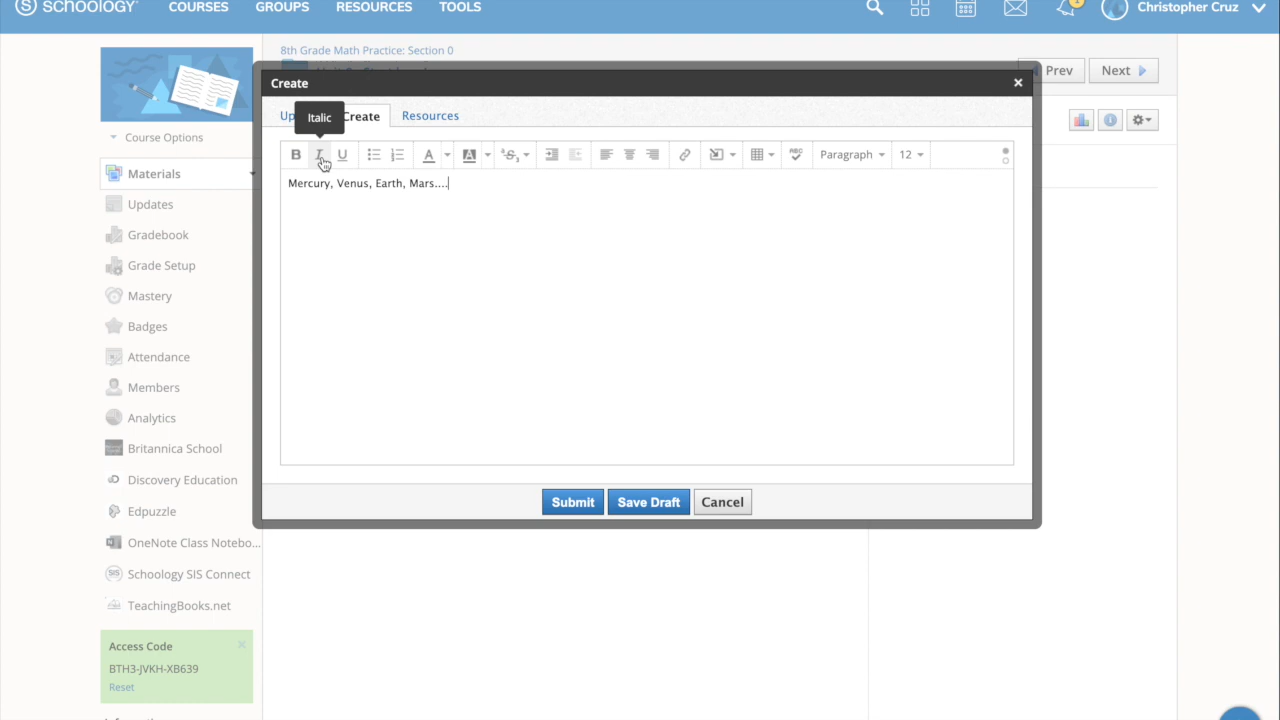 schoology
COURSES
GROUPS
RESOURCES
TOOLS
1
Christopher Cruz
8th Grade Math Practice: Section 0
Prev
Next
Course Options
Materials
Updates
Gradebook
Grade Setup
Mastery
Badges
Attendance
Members
Analytics
Britannica School
Discovery Education
Edpuzzle
OneNote Class Notebo...
Schoology SIS Connect
TeachingBooks.net
Access Code
BTH3-JVKH-XB639
Reset
Create
Create
Resources
Italic
B I U
A
A
ABC
Paragraph
12
Mercury, Venus, Earth, Mars....
Submit
Save Draft
Cancel